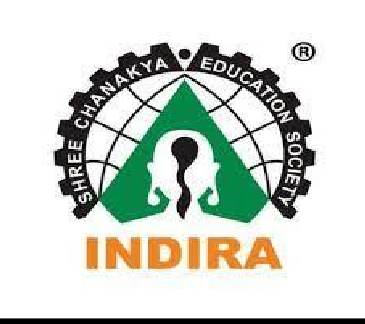 SHREE CHANAKYA EDUCATION SOCIETY
®
INDIRA